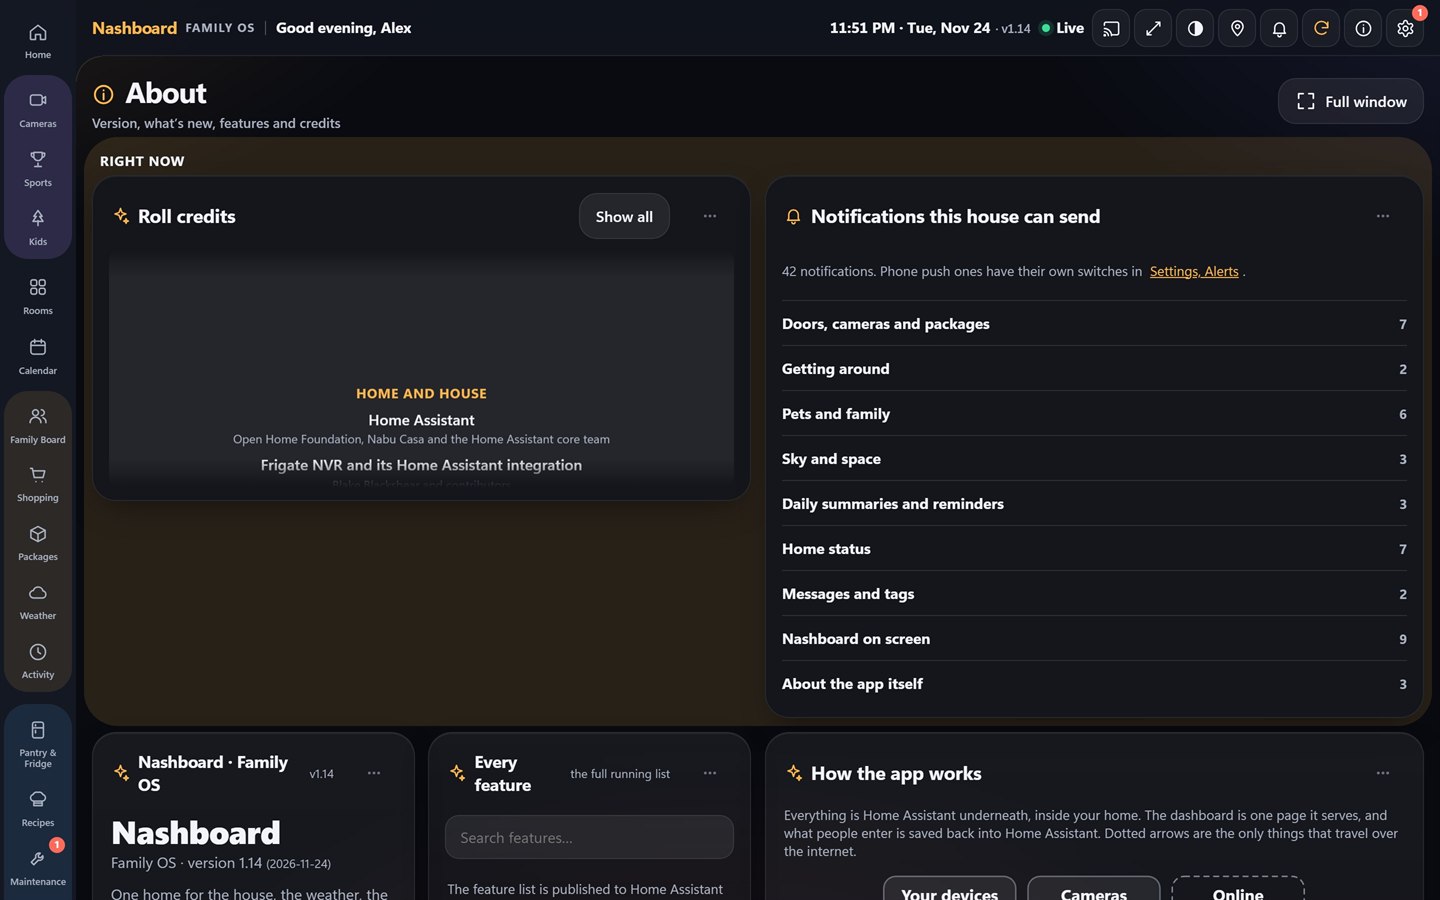 Nashboard FAMILY OS Good evening, Alex
11:51 PM · Tue, Nov 24 · v1.14 Live
1
Home
Cameras
Sports
Kids
Rooms
Calendar
Family Board
Shopping
Packages
Weather
Activity
Pantry &
Fridge
Recipes
1
Maintenance
About
Version, what's new, features and credits
Full window
RIGHT NOW
Roll credits
Show all
HOME AND HOUSE
Home Assistant
Open Home Foundation, Nabu Casa and the Home Assistant core team
Frigate NVR and its Home Assistant integration
Blake Blackshear and contributors
Notifications this house can send
42 notifications. Phone push ones have their own switches in Settings, Alerts .
Doors, cameras and packages 7
Getting around 2
Pets and family 6
Sky and space 3
Daily summaries and reminders 3
Home status 7
Messages and tags 2
Nashboard on screen 9
About the app itself 3
Nashboard · Family
OS
v1.14
Nashboard
Family OS · version 1.14 (2026-11-24)
One home for the house, the weather, the
Every
feature
the full running list
Search features...
The feature list is published to Home Assistant
How the app works
Everything is Home Assistant underneath, inside your home. The dashboard is one page it serves, and
what people enter is saved back into Home Assistant. Dotted arrows are the only things that travel over
the internet.
Your devices
Cameras
Online